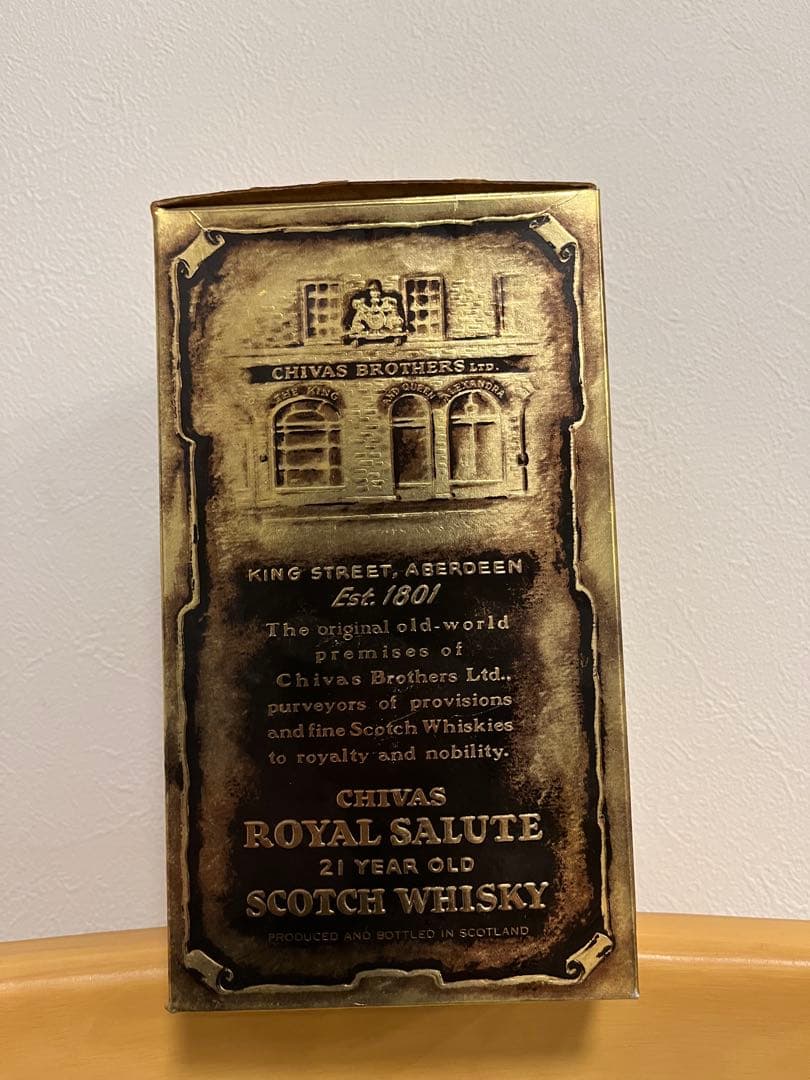 CHIVAS BROTHERS LTD.
THE KING AND QUEEN ALEXANDRA
KING STREET, ABERDEEN
Est. 1801
The original old-world
premises of
Chivas Brothers Ltd.,
purveyors of provisions
and fine Scotch Whiskies
to royalty and nobility.
CHIVAS
ROYAL SALUTE
21 YEAR OLD
SCOTCH WHISKY
PRODUCED AND BOTTLED IN SCOTLAND